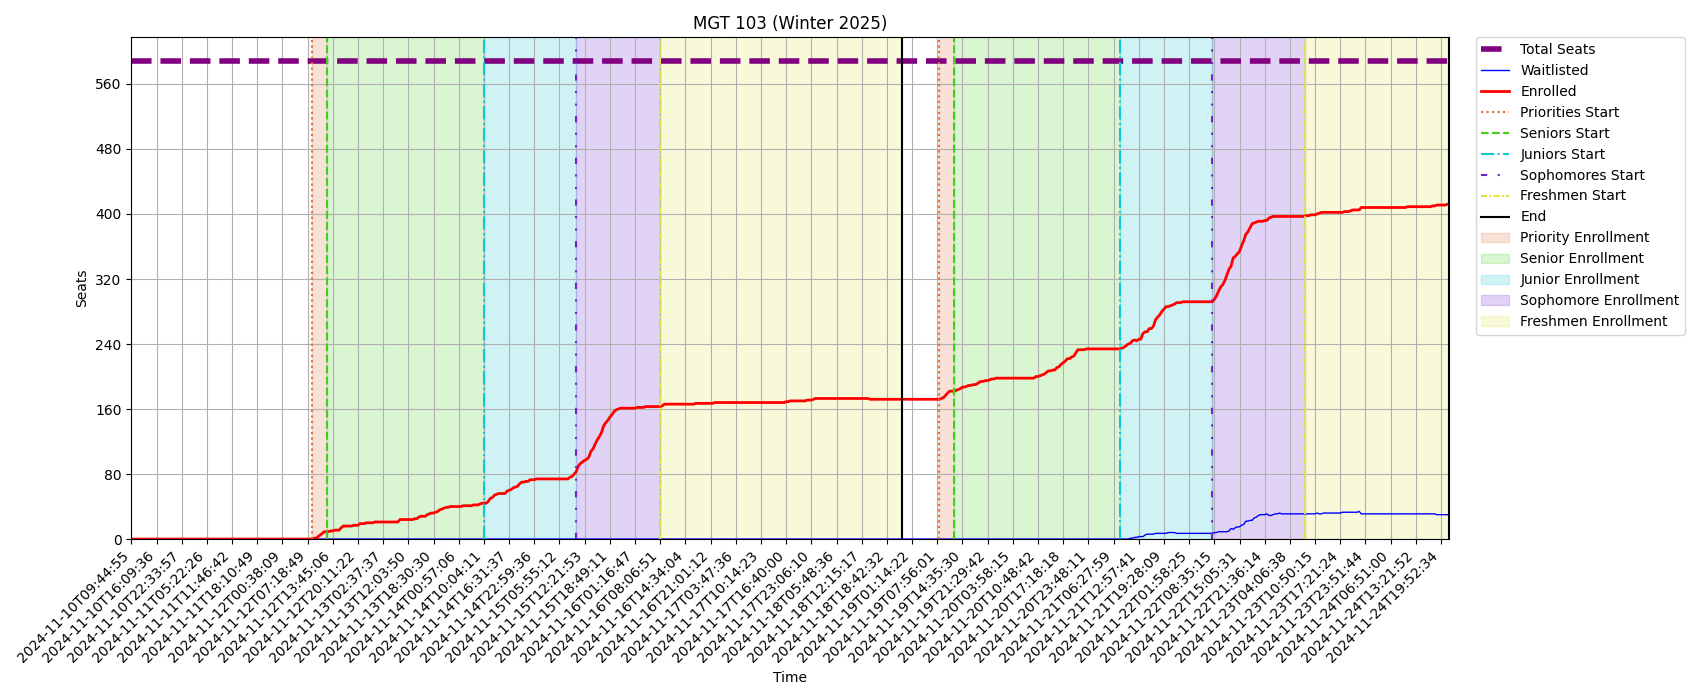 MGT 103 (Winter 2025)
Seats
560
480
400
320
240
160
80
0
2024-11-10T09:44:55
2024-11-10T16:09:36
2024-11-10T22:33:57
2024-11-11T05:22:26
2024-11-11T11:46:42
2024-11-11T18:10:49
2024-11-12T00:38:09
2024-11-12T07:18:49
2024-11-12T13:45:06
2024-11-12T20:11:22
2024-11-13T02:37:37
2024-11-13T12:03:50
2024-11-13T18:30:30
2024-11-14T00:57:06
2024-11-14T10:04:11
2024-11-14T16:31:37
2024-11-14T22:59:36
2024-11-15T05:55:12
2024-11-15T12:21:53
2024-11-15T18:49:11
2024-11-16T01:16:47
2024-11-16T08:06:51
2024-11-16T14:34:04
2024-11-16T21:01:12
2024-11-17T03:47:36
2024-11-17T10:14:23
2024-11-17T16:40:00
2024-11-17T23:06:10
2024-11-18T05:48:36
2024-11-18T12:15:17
2024-11-18T18:42:32
2024-11-19T01:14:22
2024-11-19T07:56:01
2024-11-19T14:35:30
2024-11-19T21:29:42
2024-11-20T03:58:15
2024-11-20T10:48:42
2024-11-20T17:18:18
2024-11-20T23:48:11
2024-11-21T06:27:59
2024-11-21T12:57:41
2024-11-21T19:28:09
2024-11-22T01:58:25
2024-11-22T08:35:15
2024-11-22T15:05:31
2024-11-22T21:36:14
2024-11-23T04:06:38
2024-11-23T10:50:15
2024-11-23T17:21:24
2024-11-23T23:51:44
2024-11-24T06:51:00
2024-11-24T13:21:52
2024-11-24T19:52:34
Time
Total Seats
Waitlisted
Enrolled
Priorities Start
Seniors Start
Juniors Start
Sophomores Start
Freshmen Start
End
Priority Enrollment
Senior Enrollment
Junior Enrollment
Sophomore Enrollment
Freshmen Enrollment